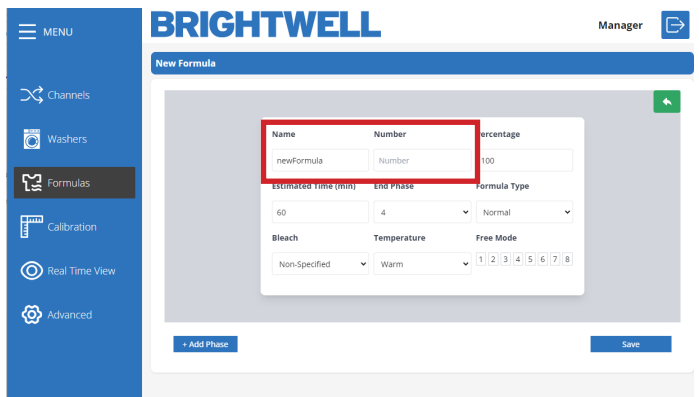 MENU
BRIGHTWELL
Manager
New Formula
Channels
Washers
Formulas
Calibration
Real Time View
Advanced
Name Number Percentage
newFormula Number 100
Estimated Time (min) End Phase Formula Type
60 4 Normal
Bleach Temperature Free Mode
Non-Specified Warm 1 2 3 4 5 6 7 8
+ Add Phase Save